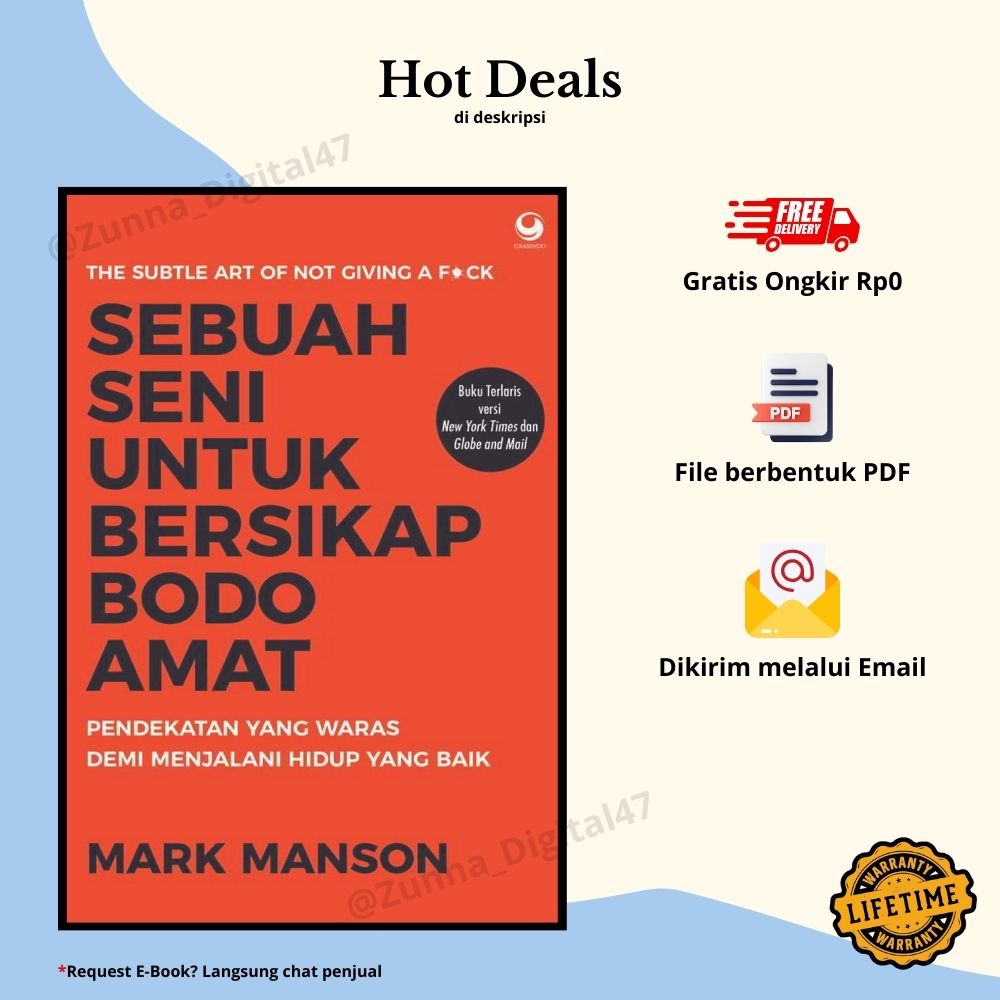 Hot Deals
di deskripsi
@Zunna_Digital47
GRASINDO
THE SUBTLE ART OF NOT GIVING A F*CK
SEBUAH
SENI
UNTUK
BERSIKAP
BODO
AMAT
Buku Terlaris
versi
New York Times dan
Globe and Mail
PENDEKATAN YANG WARAS
DEMI MENJALANI HIDUP YANG BAIK
MARK MANSON
@Zunna_Digital47
*Request E-Book? Langsung chat penjual
FREE
DELIVERY
Gratis Ongkir Rp0
PDF
File berbentuk PDF
@
Dikirim melalui Email
WARRANTY
LIFETIME
WARRANTY